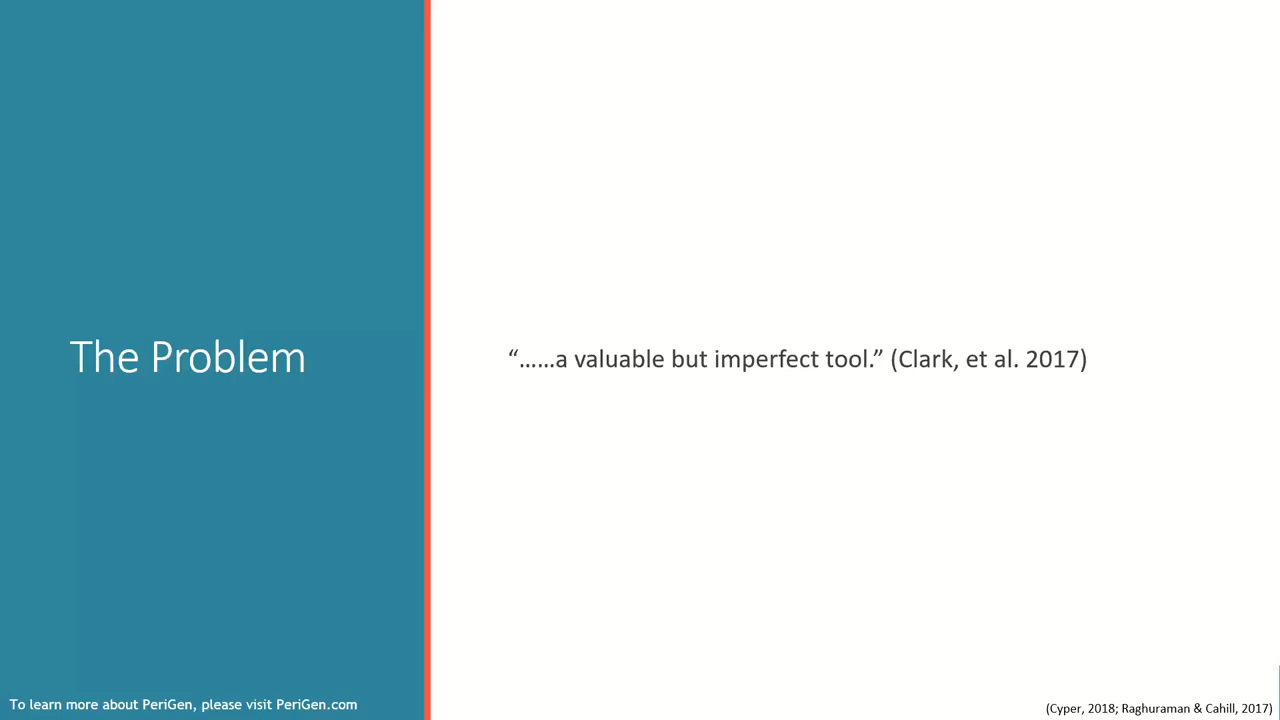 The Problem
“……a valuable but imperfect tool.” (Clark, et al. 2017)
To learn more about PeriGen, please visit PeriGen.com
(Cyper, 2018; Raghuraman & Cahill, 2017)